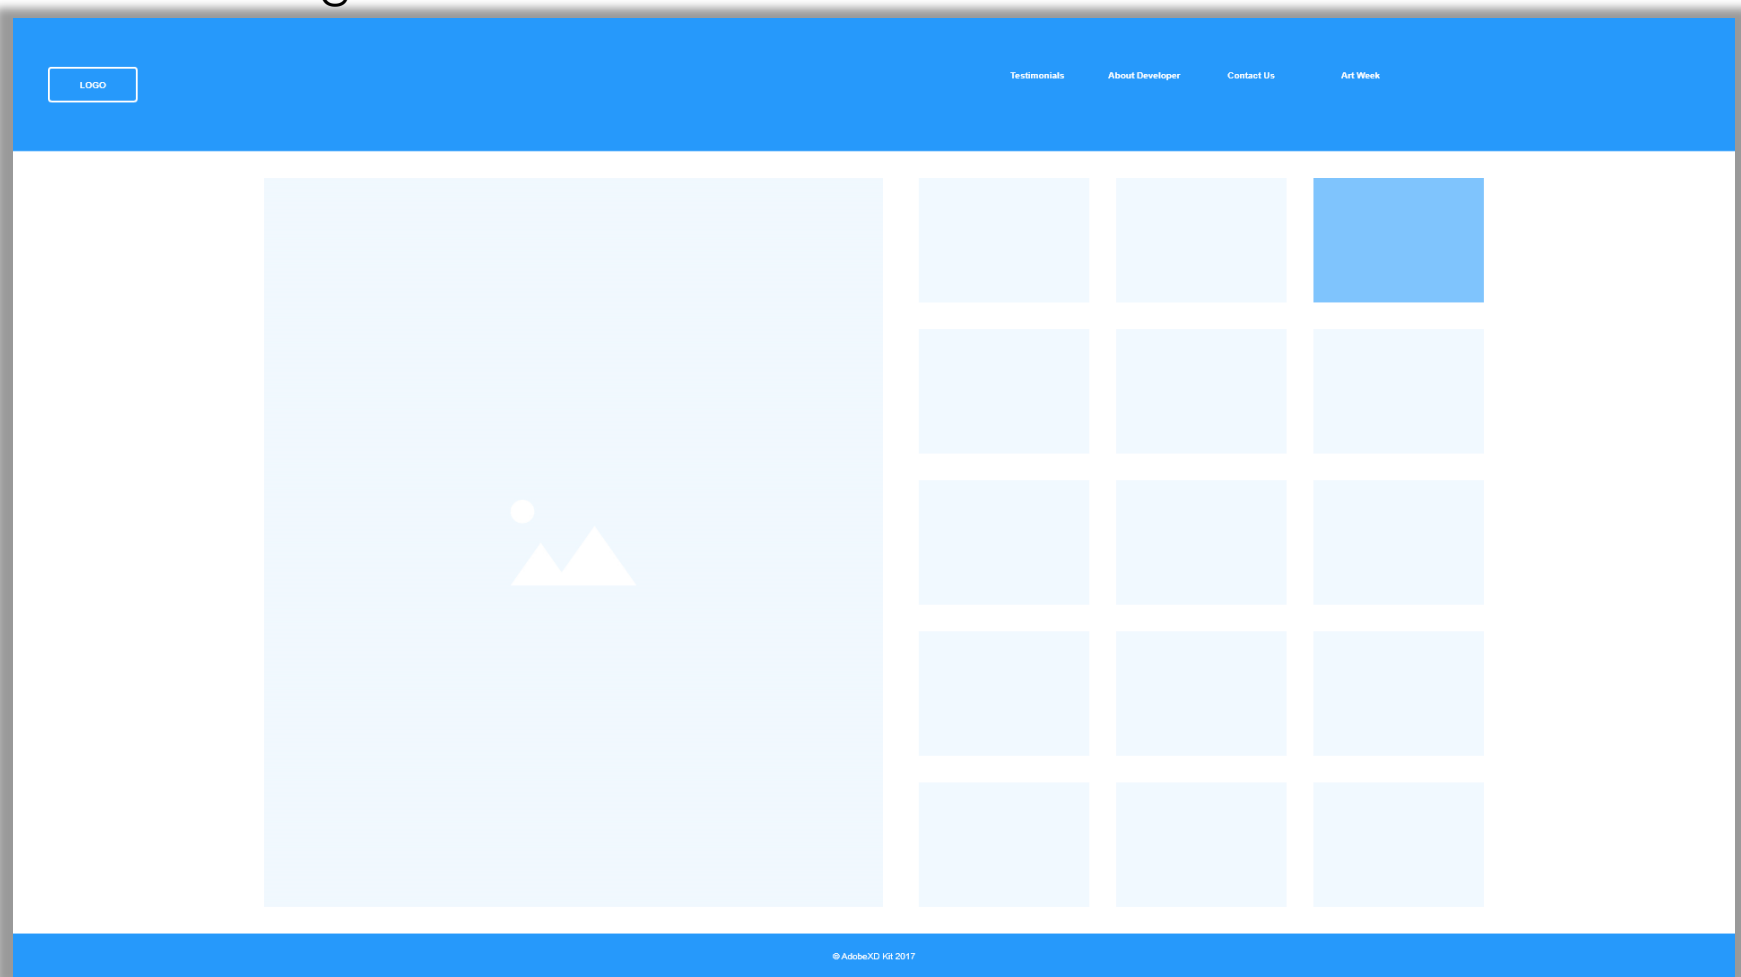 LOGO
Testimonials
About Developer
Contact Us
Art Week
© AdobeXD Kit 2017